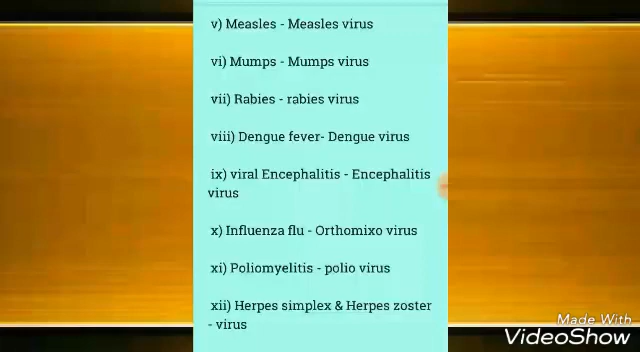 v) Measles - Measles virus
vi) Mumps - Mumps virus
vii) Rabies - rabies virus
viii) Dengue fever- Dengue virus
ix) viral Encephalitis - Encephalitis
virus
x) Influenza flu - Orthomixo virus
xi) Poliomyelitis - polio virus
xii) Herpes simplex & Herpes zoster
- virus
Made With
VideoShow